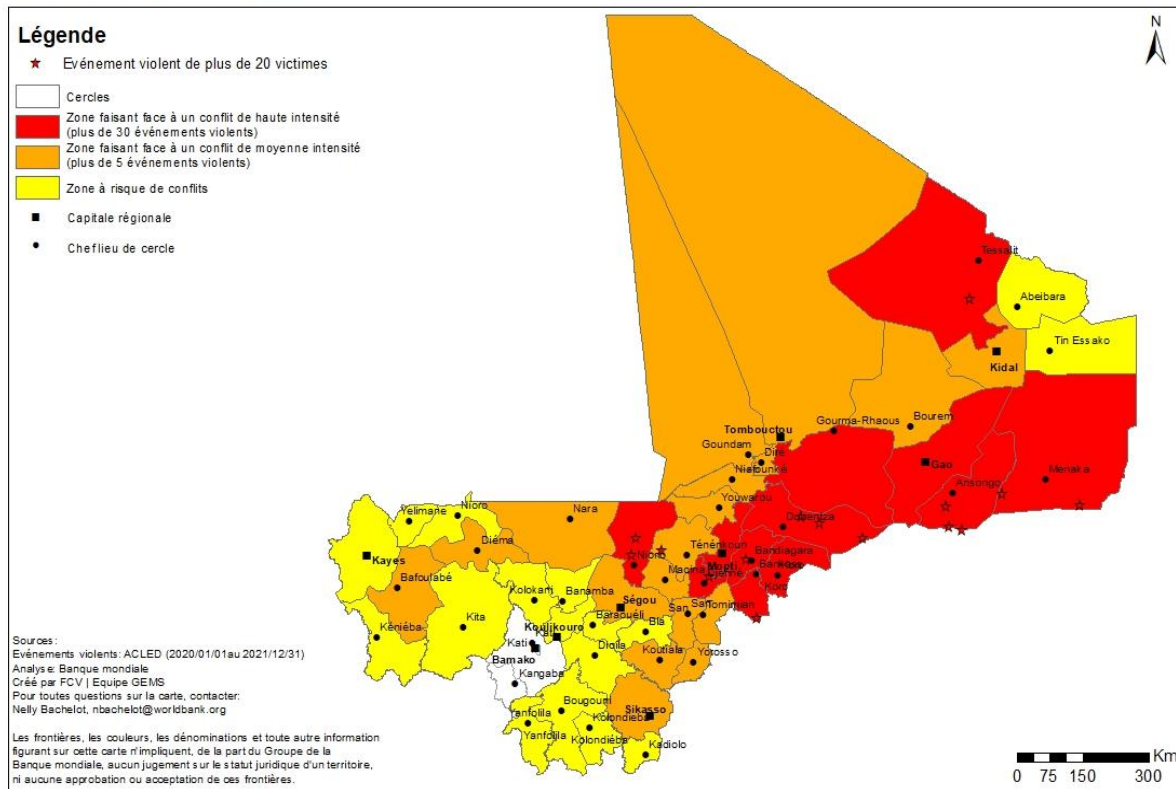 Légende
Evénement violent de plus de 20 victimes
Cercles
Zone faisant face à un conflit de haute intensité
(plus de 30 événements violents)
Zone faisant face à un conflit de moyenne intensité
(plus de 5 événements violents)
Zone à risque de conflits
Capitale régionale
Chef lieu de cercle
N
Tessalit
Abeibara
Tin Essako
Kidal
Gourma-Rhaous
Bourem
Tombouctou
Goundam
Diré
Niafounké
Gao
Menaka
Ansongo
Youwarou
Douentza
Nara
Nioro
Yelimane
Diéma
Niono
Ténénkoun
Bandiagara
Mopti
Bankass
Koro
Djenné
Macina
Kayes
Bafoulabé
Kolokani
Banamba
Ségou
San
San
Tominian
Kita
Baraouéli
Bla
Koulikoro
Kéniéba
Kati
Kati
Dioila
Koutiala
Yorosso
Bamako
Kangaba
Bougouni
Sikasso
Yanfolila
Kolondiéba
Yanfolila
Kolondiéba
Kadiolo
Sources:
Evénements violents: ACLED (2020/01/01au 2021/12/31)
Analyse: Banque mondiale
Créé par FCV | Equipe GEMS
Pour toutes questions sur la carte, contacter:
Nelly Bachelot, nbachelot@worldbank.org
Les frontières, les couleurs, les dénominations et toute autre information
figurant sur cette carte n'impliquent, de la part du Groupe de la
Banque mondiale, aucun jugement sur le statut juridique d'un territoire,
ni aucune approbation ou acceptation de ces frontières.
Km
0 75 150 300